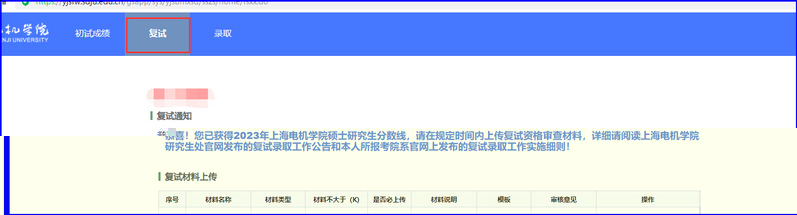 机学院
NJI UNIVERSITY
初试成绩 复试 录取
复试通知
恭喜！您已获得2023年上海电机学院硕士研究生分数线，请在规定时间内上传复试资格审查材料，详细请阅读上海电机学院
研究生处官网发布的复试录取工作公告和本人所报考院系官网上发布的复试录取工作实施细则！
复试材料上传
序号 材料名称 材料类型 材料不大于（K） 是否必上传 材料说明 模板 审核意见 操作